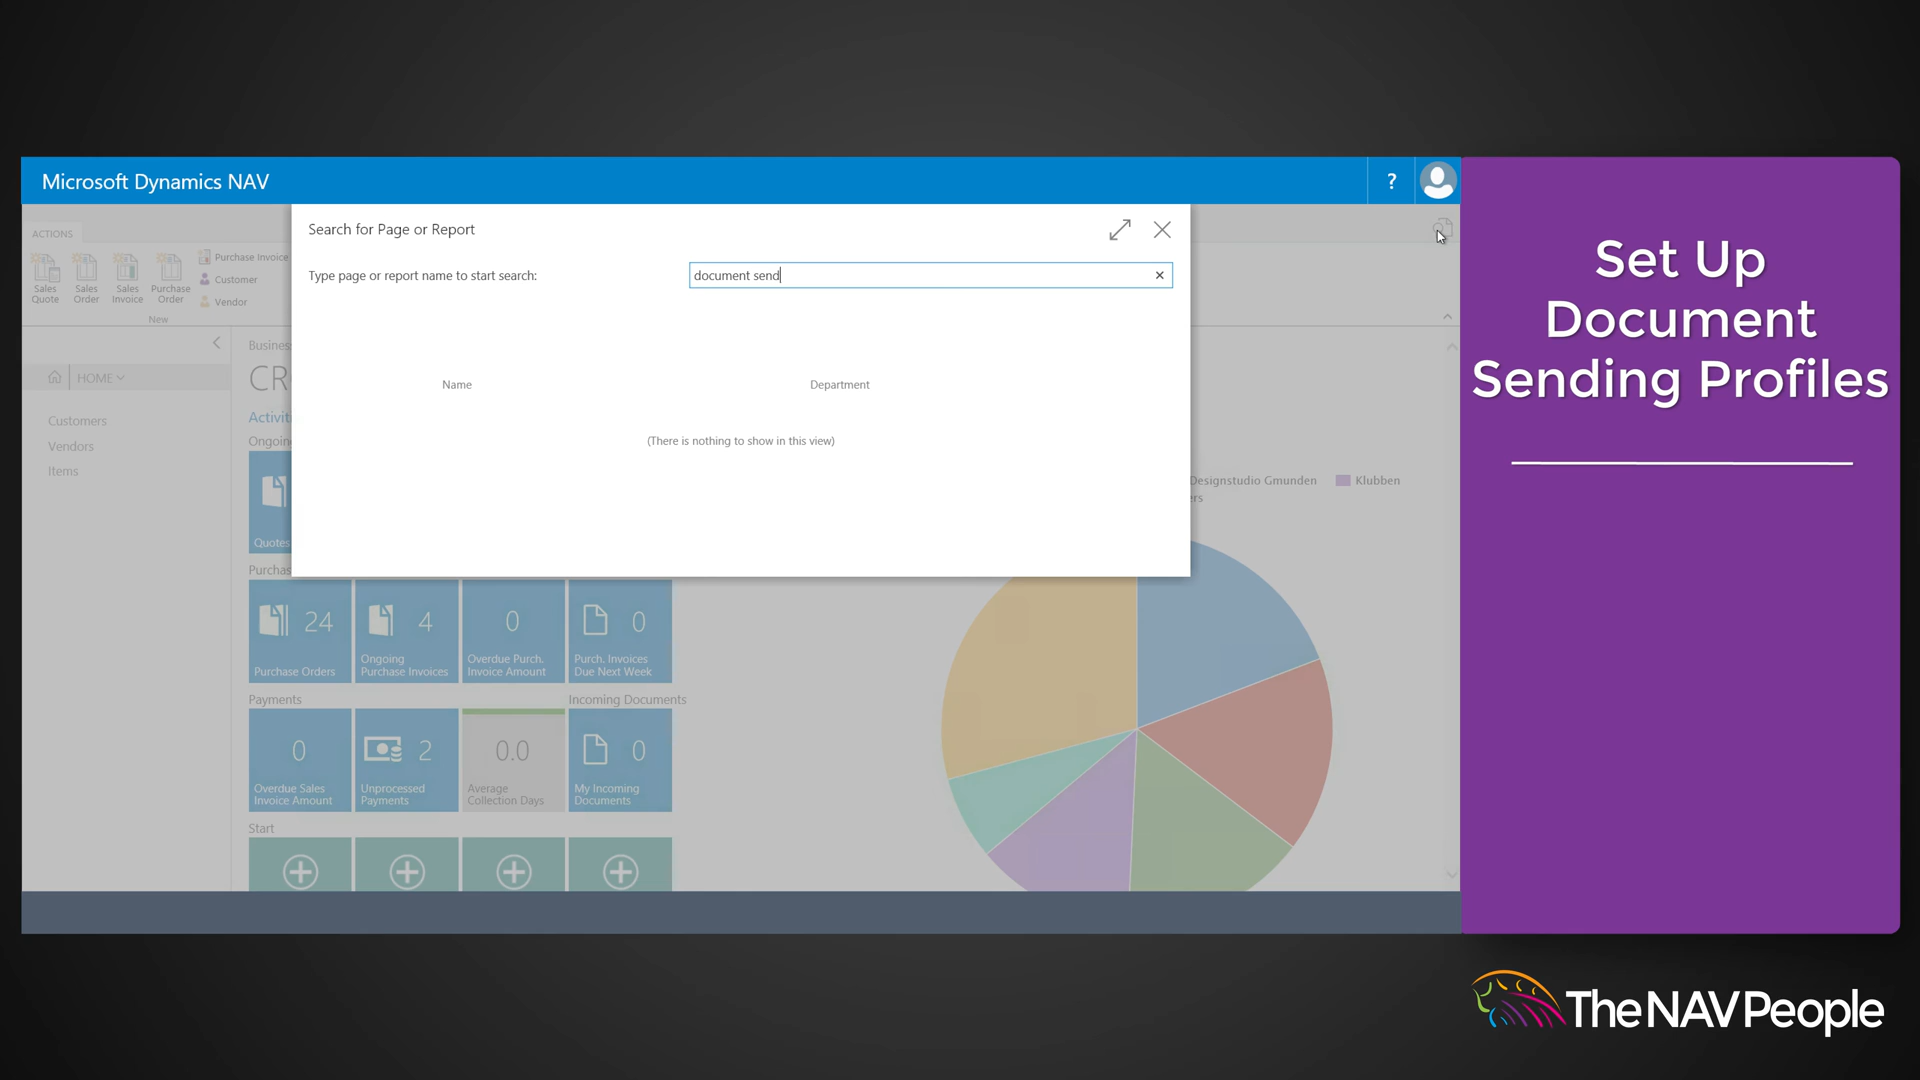 Microsoft Dynamics NAV
?
ACTIONS
Sales
Quote
Sales
Order
Sales
Invoice
Purchase
Order
Purchase Invoice
Customer
Vendor
New
Search for Page or Report
Type page or report name to start search:
document send
Name
Department
(There is nothing to show in this view)
HOME
Customers
Vendors
Items
Busines
CR
Activit
Ongoin
Quotes
Purchas
24
Purchase Orders
4
Ongoing
Purchase Invoices
0
Overdue Purch.
Invoice Amount
0
Purch. Invoices
Due Next Week
Payments
Incoming Documents
0
Overdue Sales
Invoice Amount
2
Unprocessed
Payments
0.0
Average
Collection Days
0
My Incoming
Documents
Start
Designstudio Gmunden
Klubben
ers
Set Up
Document
Sending Profiles
TheNAVPeople